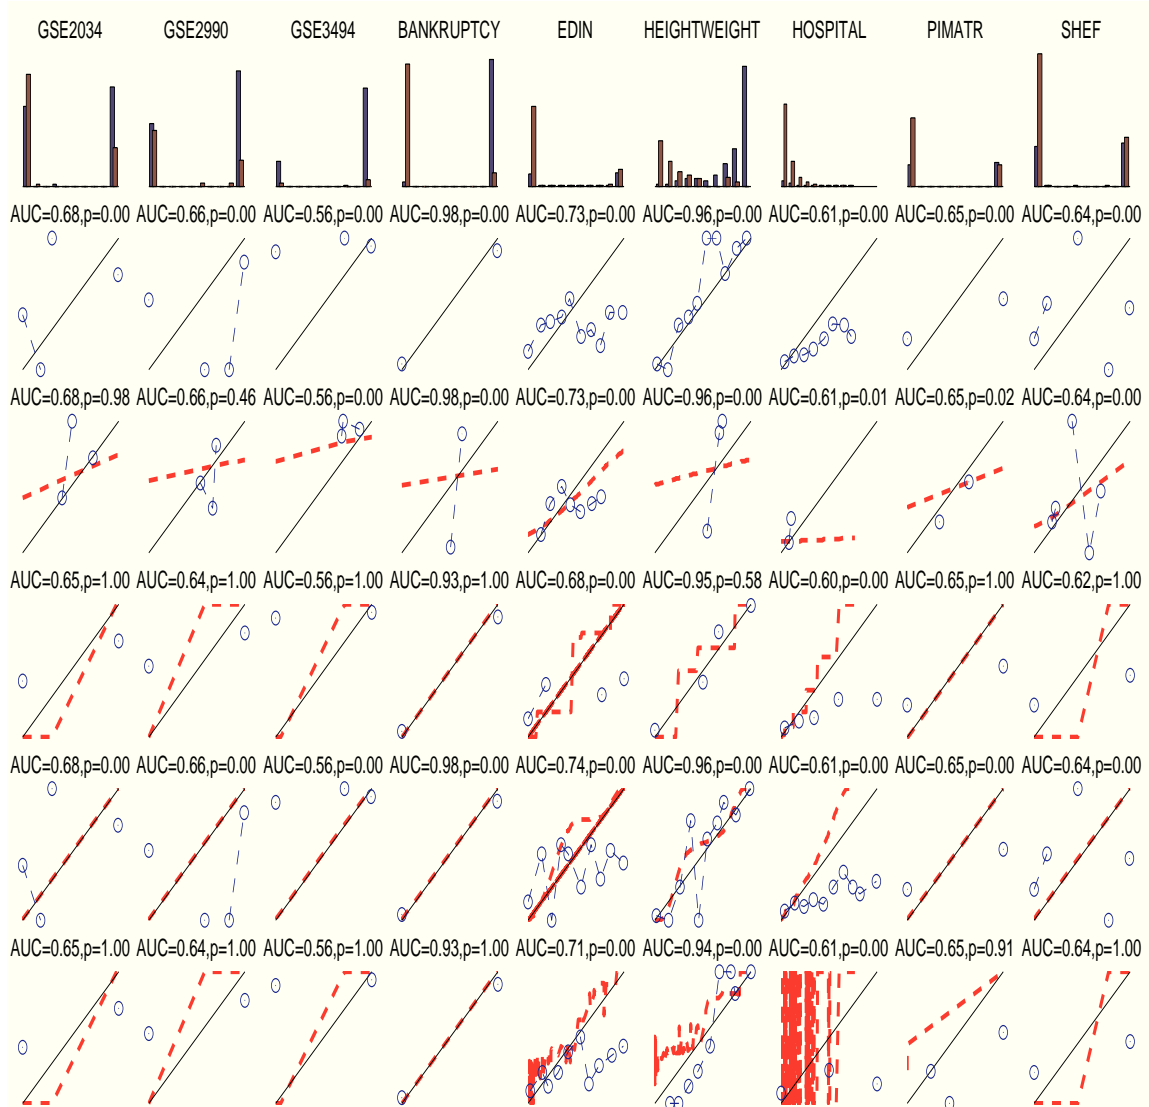 GSE2034 GSE2990 GSE3494 BANKRUPTCY EDIN HEIGHTWEIGHT HOSPITAL PIMATR SHEF
AUC=0.68,p=0.00 AUC=0.66,p=0.00 AUC=0.56,p=0.00 AUC=0.98,p=0.00 AUC=0.73,p=0.00 AUC=0.96,p=0.00 AUC=0.61,p=0.00 AUC=0.65,p=0.00 AUC=0.64,p=0.00
AUC=0.68,p=0.98 AUC=0.66,p=0.46 AUC=0.56,p=0.00 AUC=0.98,p=0.00 AUC=0.73,p=0.00 AUC=0.96,p=0.00 AUC=0.61,p=0.01 AUC=0.65,p=0.02 AUC=0.64,p=0.00
AUC=0.65,p=1.00 AUC=0.64,p=1.00 AUC=0.56,p=1.00 AUC=0.93,p=1.00 AUC=0.68,p=0.00 AUC=0.95,p=0.58 AUC=0.60,p=0.00 AUC=0.65,p=1.00 AUC=0.62,p=1.00
AUC=0.68,p=0.00 AUC=0.66,p=0.00 AUC=0.56,p=0.00 AUC=0.98,p=0.00 AUC=0.74,p=0.00 AUC=0.96,p=0.00 AUC=0.61,p=0.00 AUC=0.65,p=0.00 AUC=0.64,p=0.00
AUC=0.65,p=1.00 AUC=0.64,p=1.00 AUC=0.56,p=1.00 AUC=0.93,p=1.00 AUC=0.71,p=0.00 AUC=0.94,p=0.00 AUC=0.61,p=0.00 AUC=0.65,p=0.91 AUC=0.64,p=1.00